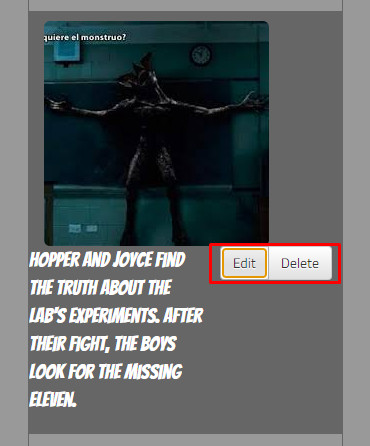 quiere el monstruo?
Edit Delete
HOPPER AND JOYCE FIND
THE TRUTH ABOUT THE
LAB'S EXPERIMENTS. AFTER
THEIR FIGHT, THE BOYS
LOOK FOR THE MISSING
ELEVEN.